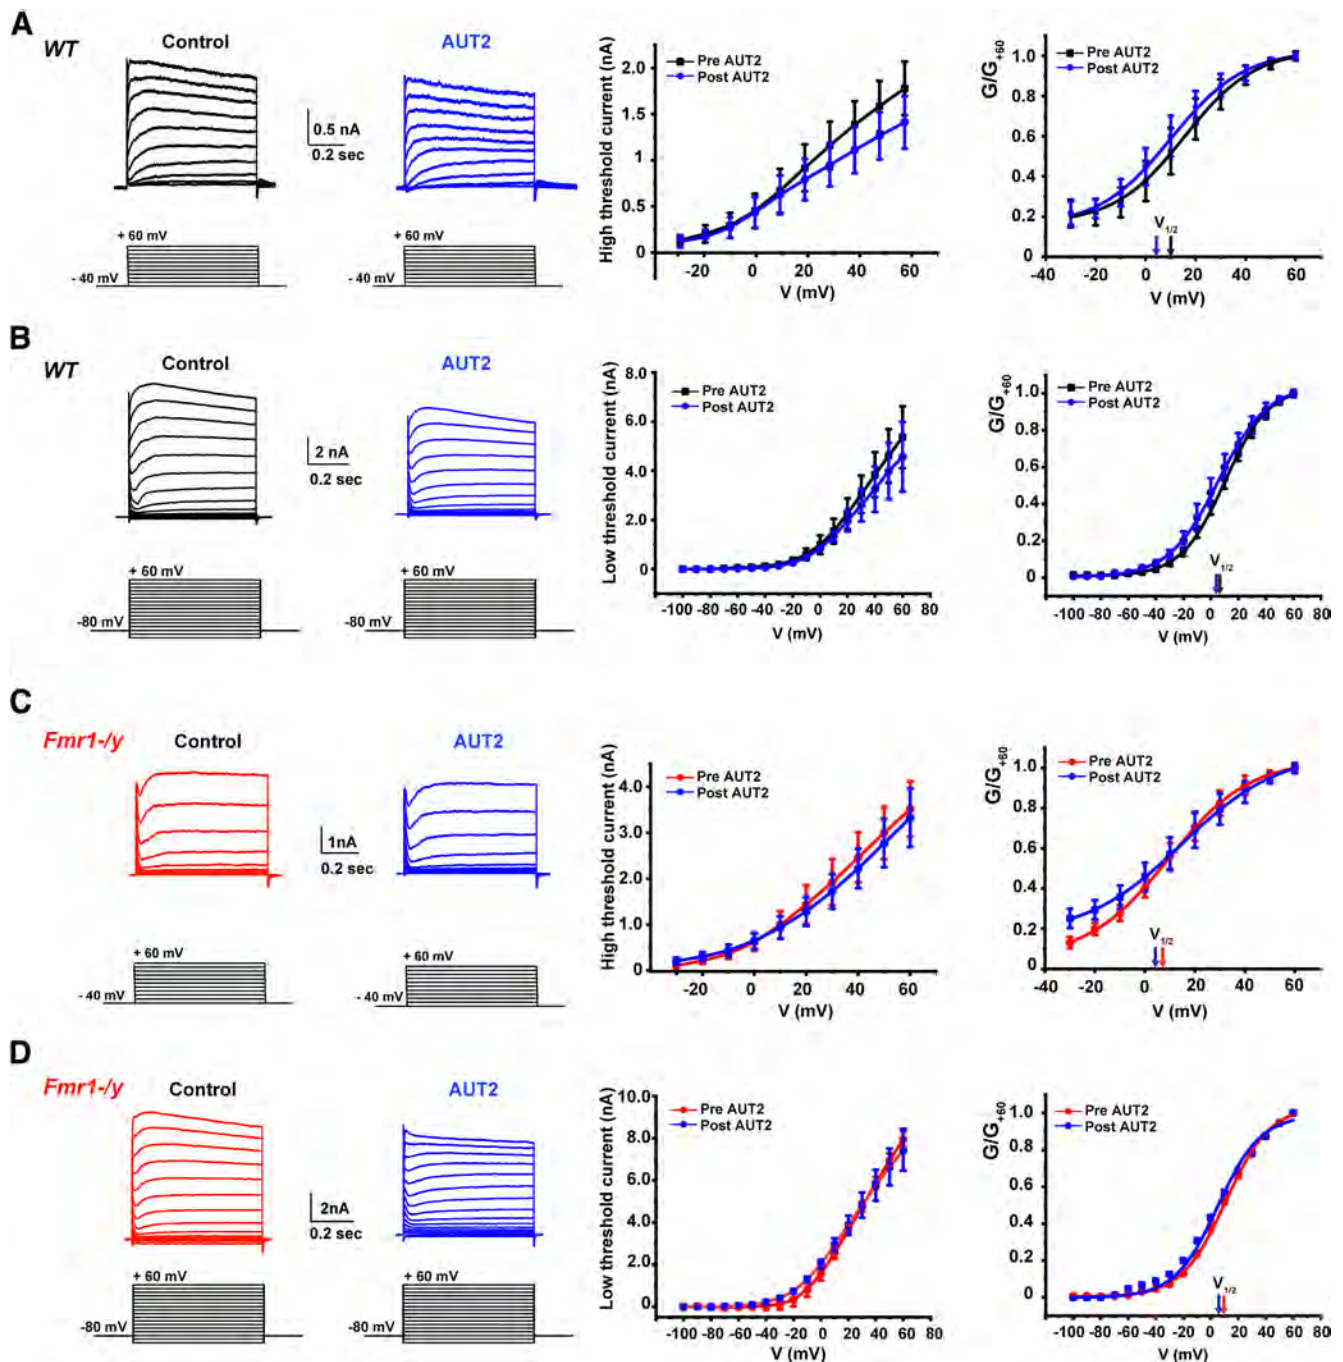 A
WT
Control
AUT2
0.5 nA
0.2 sec
+ 60 mV
- 40 mV
+ 60 mV
- 40 mV
High threshold current (nA)
2.0
1.5
1
0.5
0
Pre AUT2
Post AUT2
-20 0 20 40 60
V (mV)
G/G+60
1.0
0.8
0.6
0.4
0.2
0
Pre AUT2
Post AUT2
V1/2
-40 -20 0 20 40 60
V (mV)
B
WT
Control
AUT2
2 nA
0.2 sec
+ 60 mV
-80 mV
+ 60 mV
-80 mV
Low threshold current (nA)
8.0
6.0
4.0
2.0
0
Pre AUT2
Post AUT2
-100 -80 -60 -40 -20 0 20 40 60 80
V (mV)
G/G+60
1.0
0.8
0.6
0.4
0.2
0
Pre AUT2
Post AUT2
V1/2
-100 -80 -60 -40 -20 0 20 40 60 80
V (mV)
C
Fmr1-/y
Control
AUT2
1nA
0.2 sec
+ 60 mV
- 40 mV
+ 60 mV
- 40 mV
High threshold current (nA)
4.0
3.0
2.0
1.0
0
Pre AUT2
Post AUT2
-20 0 20 40 60
V (mV)
G/G+60
1.0
0.8
0.6
0.4
0.2
0
Pre AUT2
Post AUT2
V1/2
-40 -20 0 20 40 60
V (mV)
D
Fmr1-/y
Control
AUT2
2nA
0.2 sec
+ 60 mV
-80 mV
+ 60 mV
-80 mV
Low threshold current (nA)
10.0
8.0
6.0
4.0
2.0
0.0
Pre AUT2
Post AUT2
-100 -80 -60 -40 -20 0 20 40 60 80
V (mV)
G/G+60
1.0
0.8
0.6
0.4
0.2
0
Pre AUT2
Post AUT2
V1/2
-100 -80 -60 -40 -20 0 20 40 60 80
V (mV)